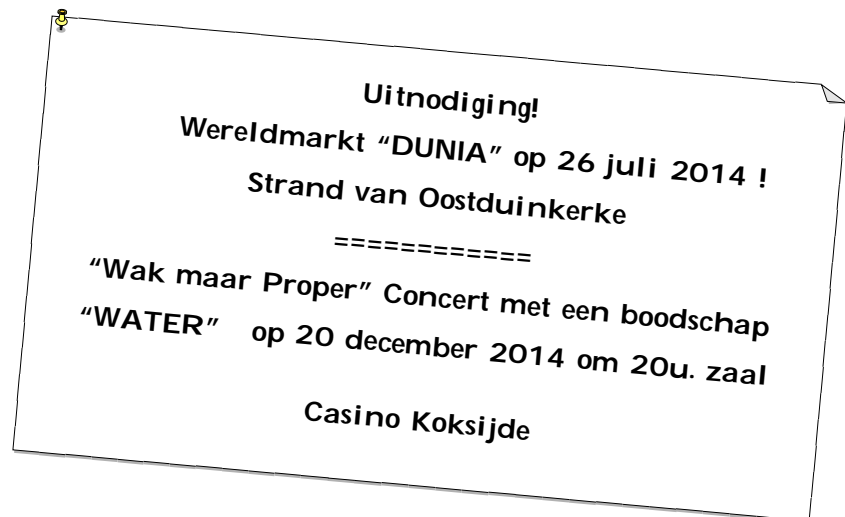 Uitnodiging!
Wereldmarkt “DUNIA” op 26 juli 2014 !
Strand van Oostduinkerke
============
“Wak maar Proper” Concert met een boodschap
“WATER” op 20 december 2014 om 20u. zaal
Casino Koksijde